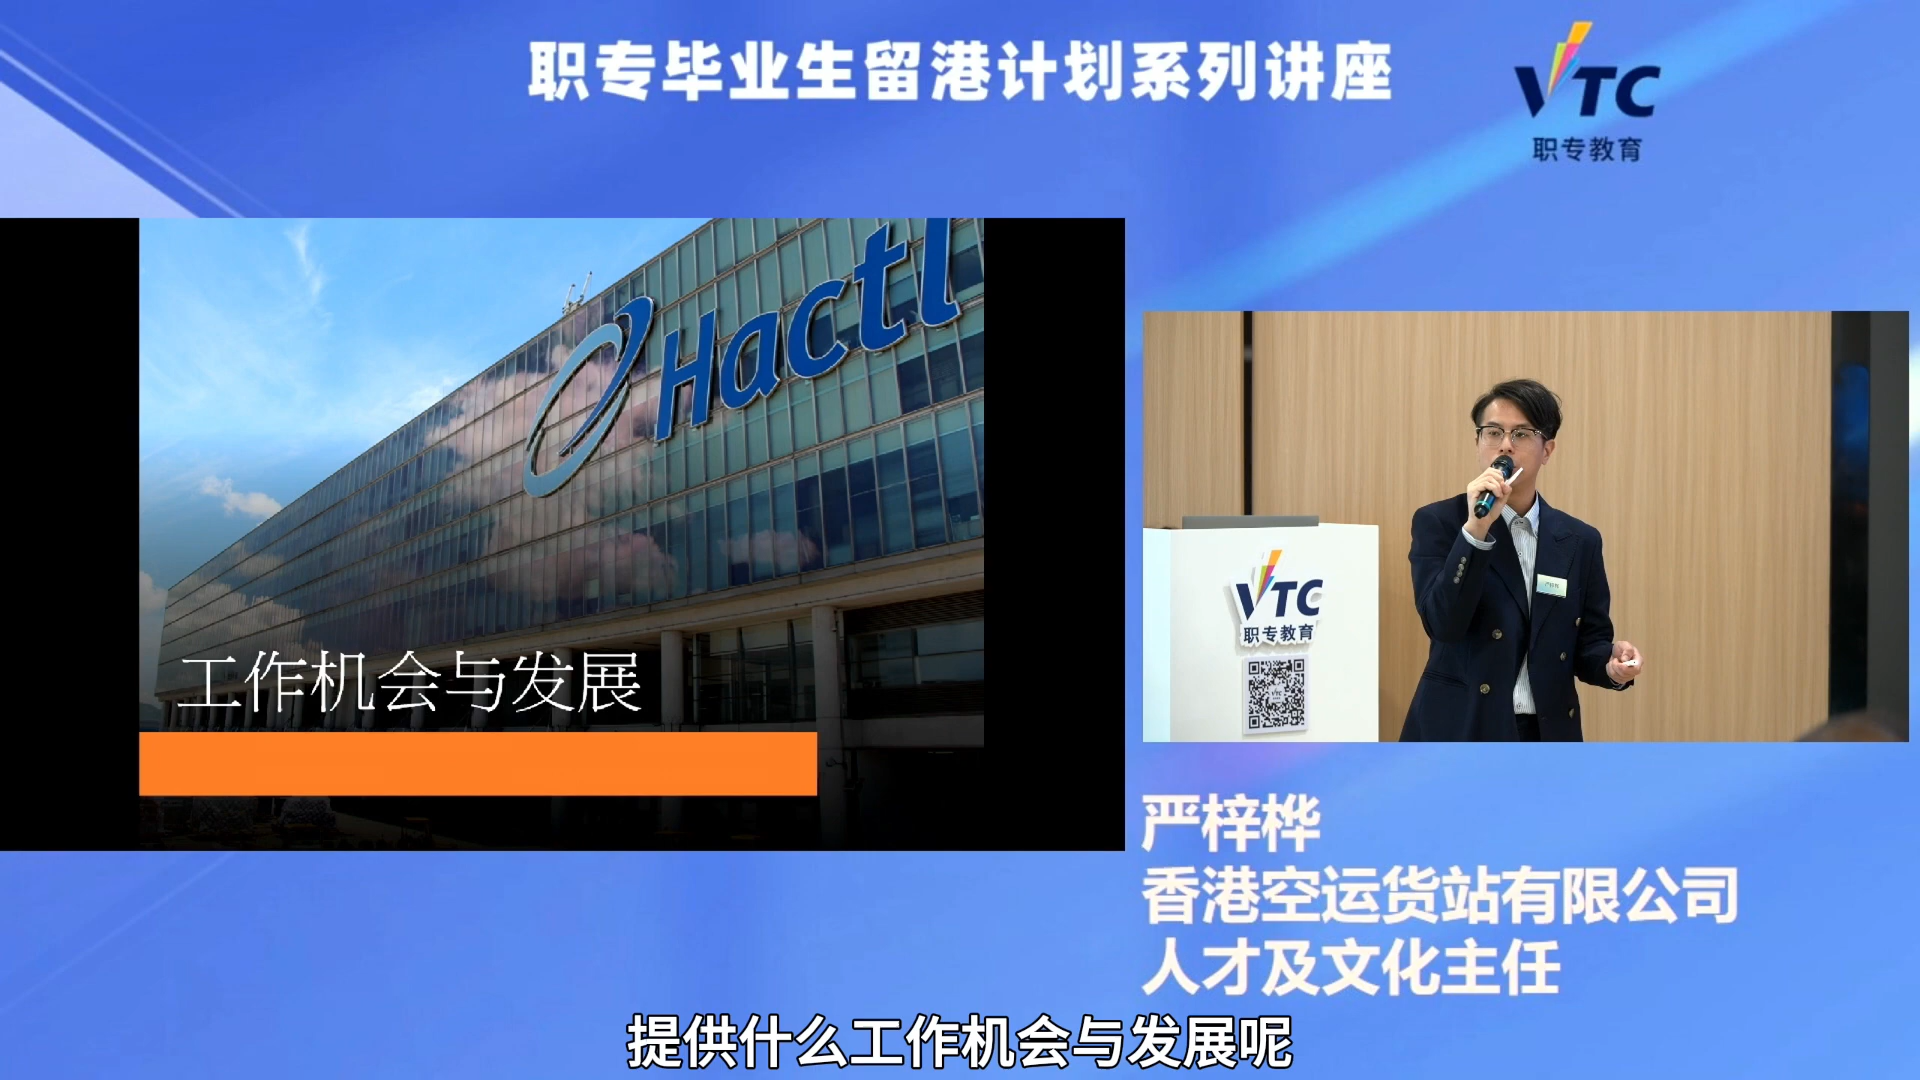 职专毕业生留港计划系列讲座
VTC
职专教育
Hactl
工作机会与发展
VTC
职专教育
严梓桦
严梓桦
香港空运货站有限公司
人才及文化主任
提供什么工作机会与发展呢